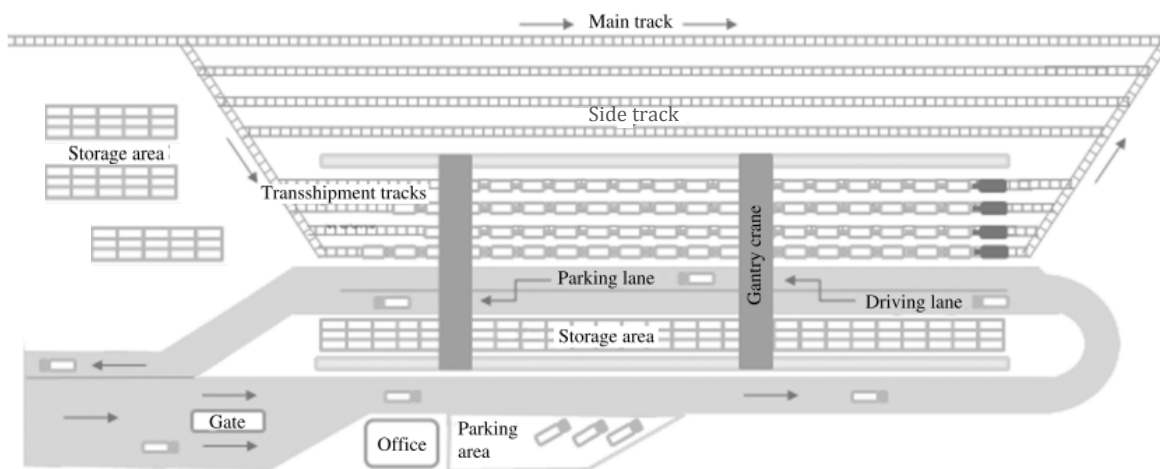 Main track
Side track
Storage area
Transshipment tracks
Gantry crane
Parking lane
Driving lane
Storage area
Gate
Office
Parking
area